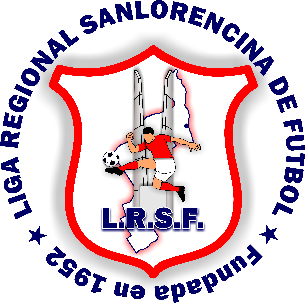 LIGA REGIONAL SANLORENCINA DE FUTBOL
L.R.S.F.
★ Fundada en 1952 ★